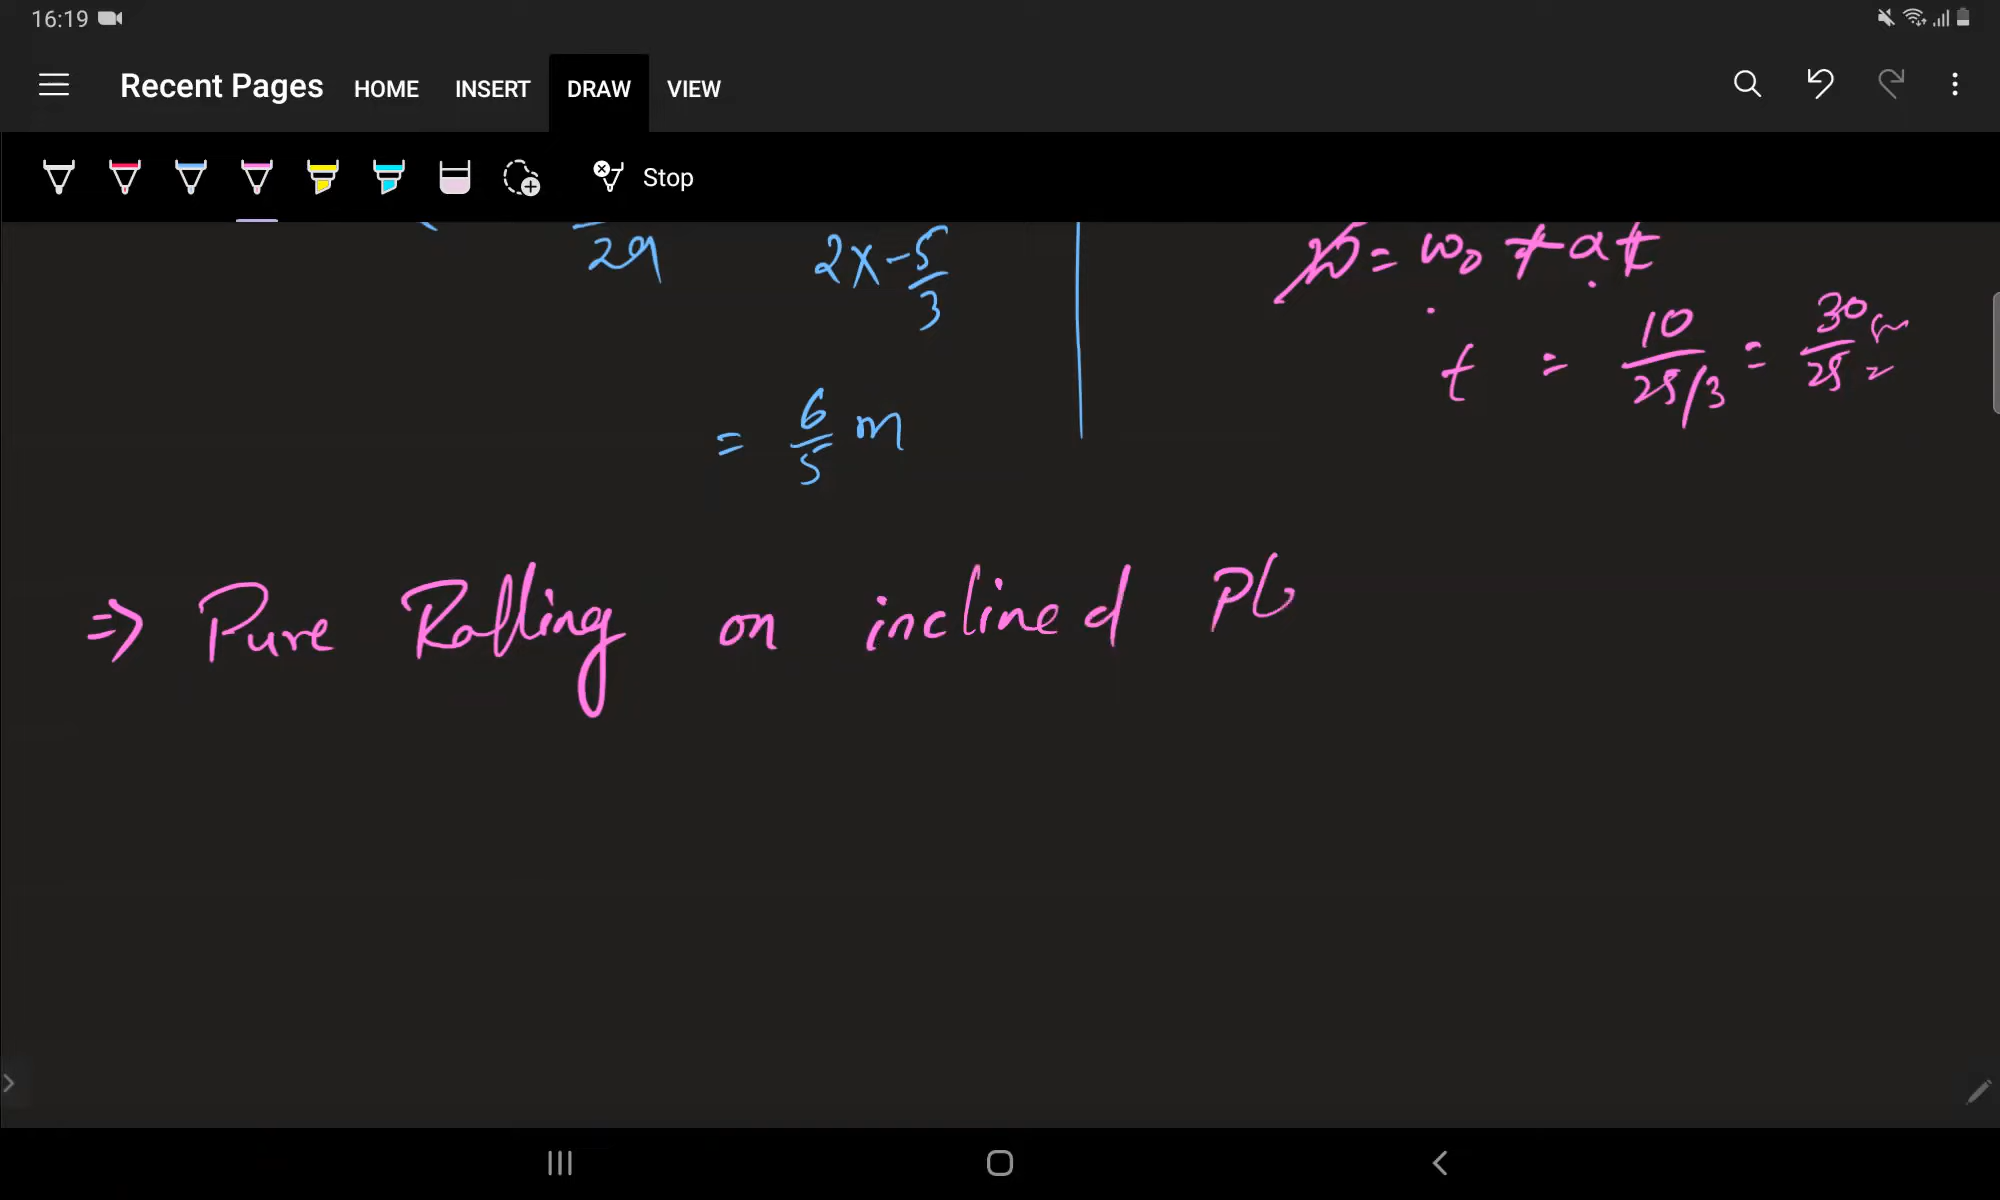 16:19
Recent Pages HOME INSERT DRAW VIEW
Stop
2a
2x-5/3
= 6/5 m
ω = ω₀ + αt
t = 10/25/3 = 30/25
⇒ Pure Rolling on inclined Pl